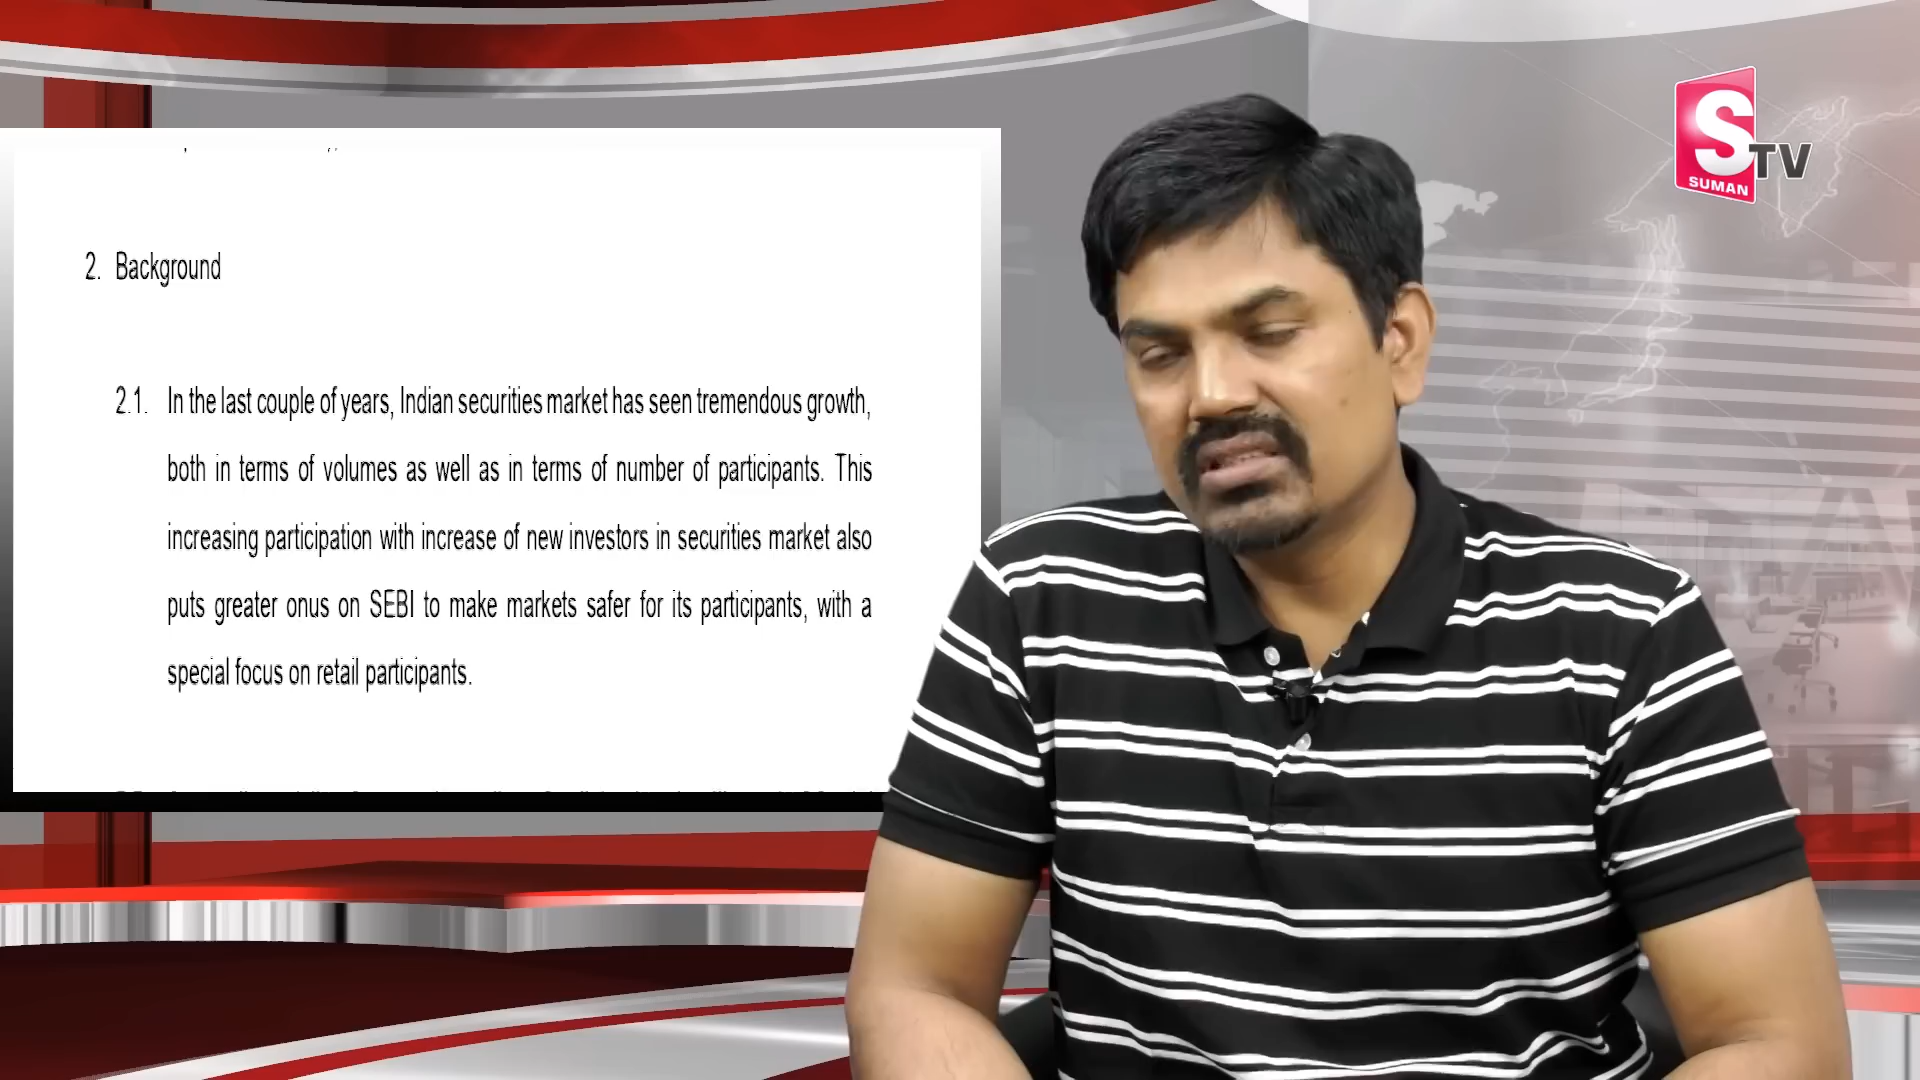 2. Background
2.1. In the last couple of years, Indian securities market has seen tremendous growth,
both in terms of volumes as well as in terms of number of participants. This
increasing participation with increase of new investors in securities market also
puts greater onus on SEBI to make markets safer for its participants, with a
special focus on retail participants.
S TV
SUMAN